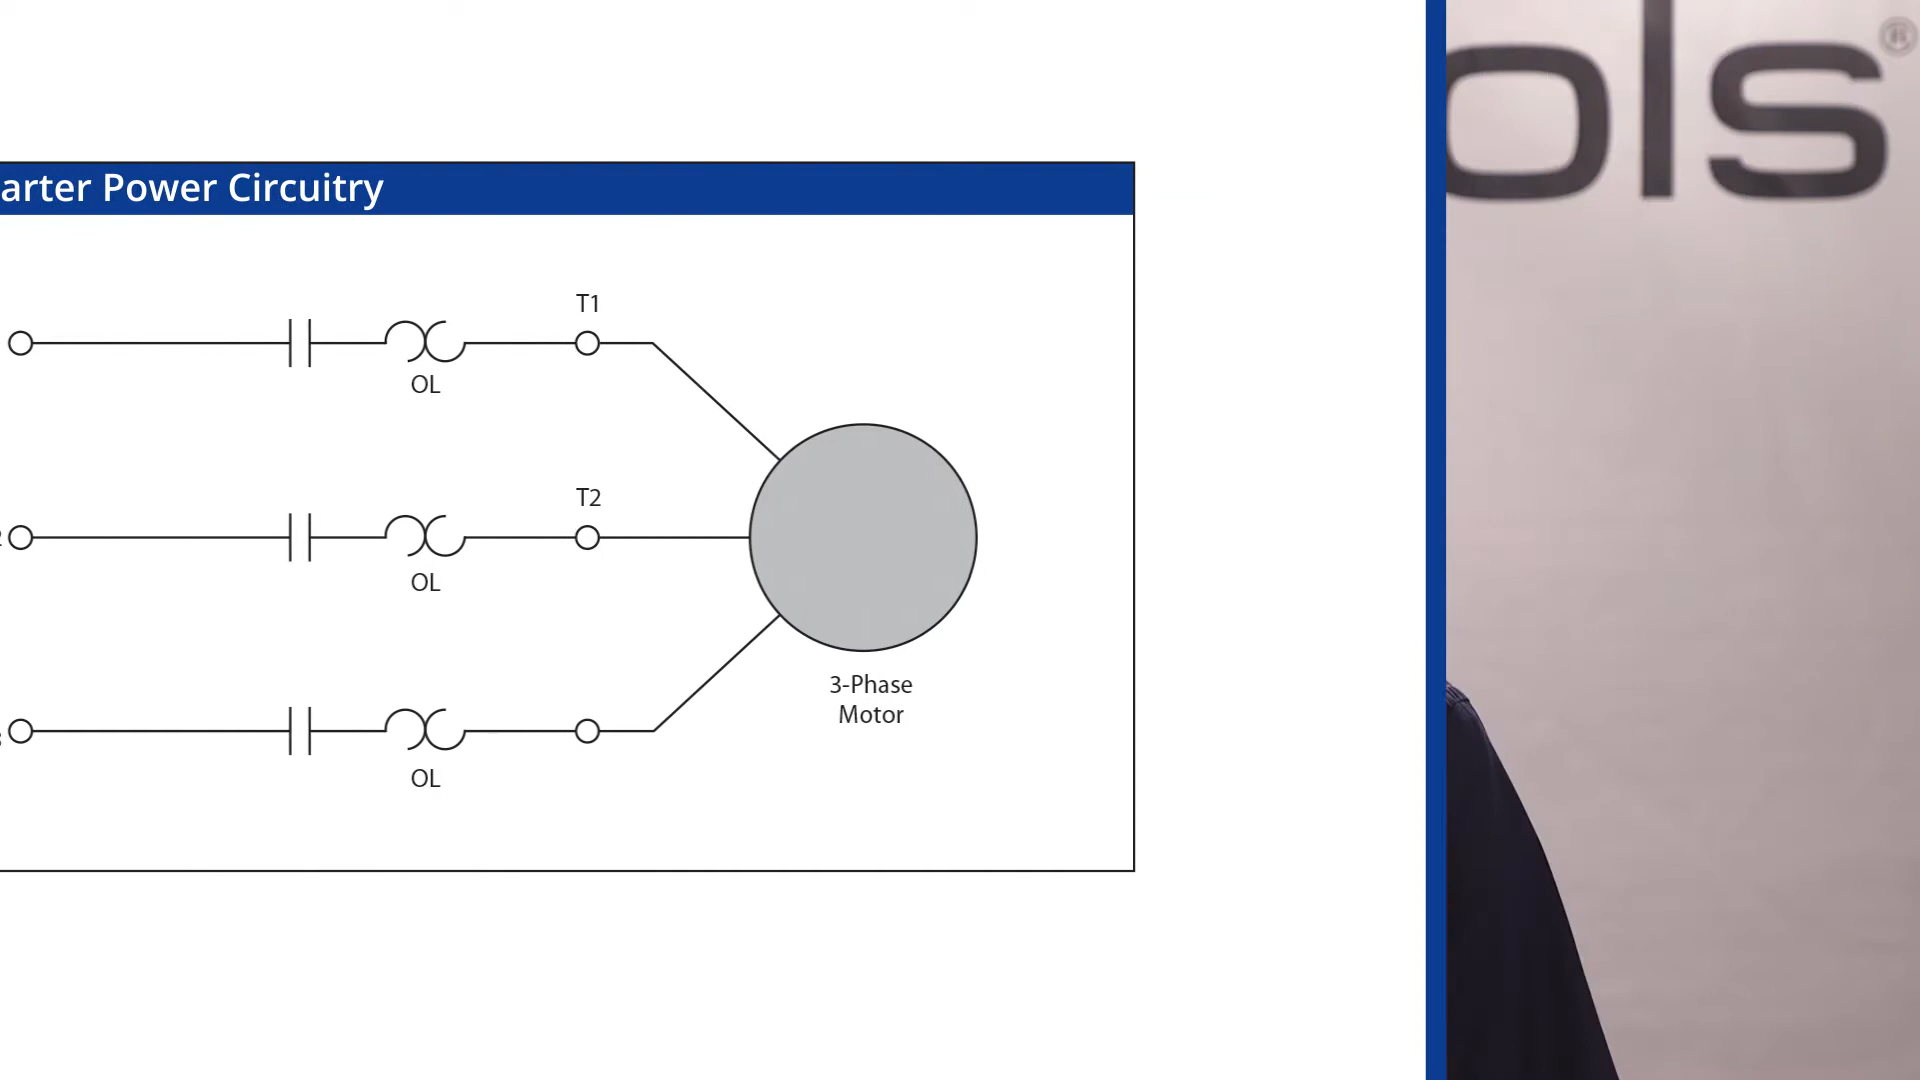 ols®
arter Power Circuitry
T1
OL
T2
OL
OL
3-Phase
Motor